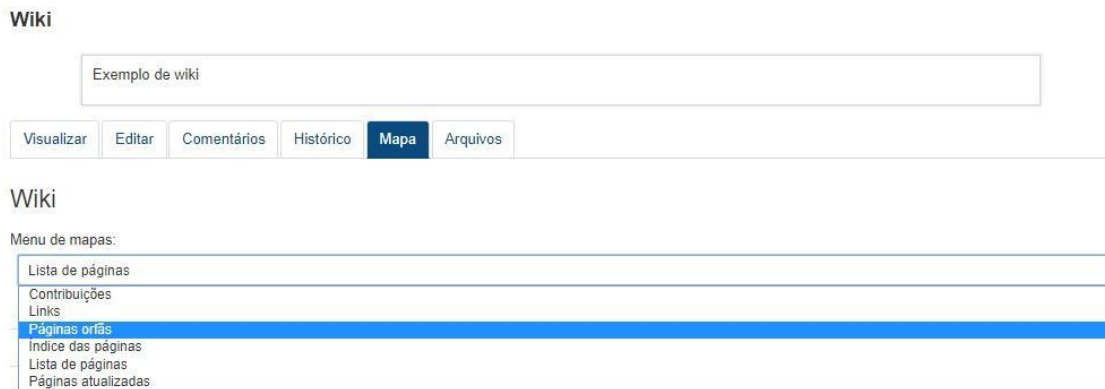 Wiki
Exemplo de wiki
Visualizar Editar Comentários Histórico Mapa Arquivos
Wiki
Menu de mapas:
Lista de páginas
Contribuições
Links
Páginas orfãs
Índice das páginas
Lista de páginas
Páginas atualizadas